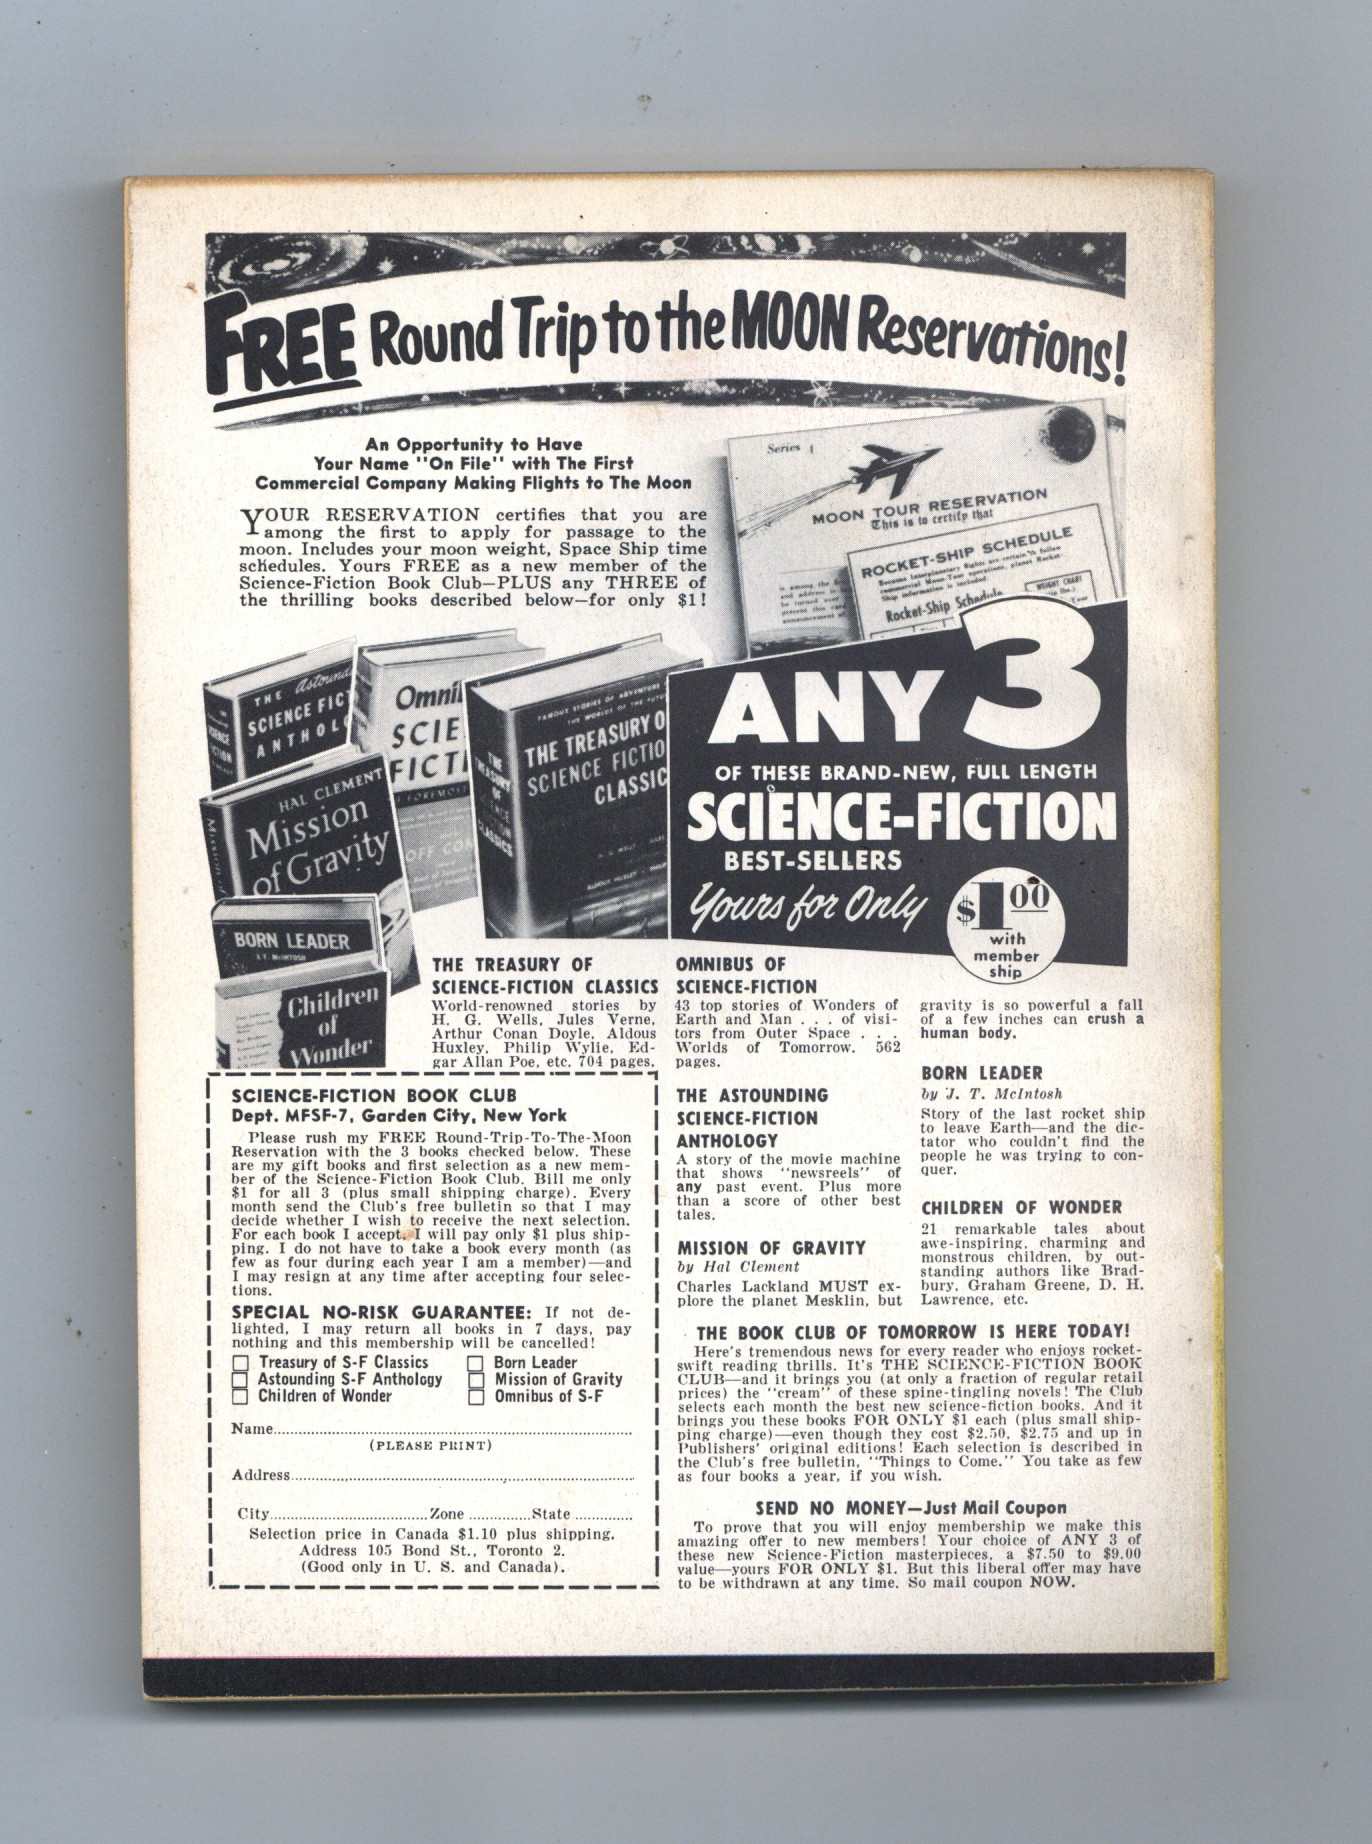 FREE Round Trip to the MOON Reservations!
An Opportunity to Have
Your Name "On File" with The First
Commercial Company Making Flights to The Moon
YOUR RESERVATION certifies that you are
among the first to apply for passage to the
moon. Includes your moon weight, Space Ship time
schedules. Yours FREE as a new member of the
Science-Fiction Book Club—PLUS any THREE of
the thrilling books described below—for only $1!
Series 1
MOON TOUR RESERVATION
This is to certify that
ROCKET-SHIP SCHEDULE
Rocket-Ship Schedule
WEIGHT CHART
THE Astound
SCIENCE FIC
ANTHOL
Omni
SCIE
FICTI
FAMOUS STORIES OF ADVENTURE
THE WORLDS OF THE FUTU
THE TREASURY O
SCIENCE FICTIO
CLASSIC
THE
TREASURY
OF
SCIENCE
FICTION
CLASSICS
HAL CLEMENT
Mission
of Gravity
BORN LEADER
J.T. McINTOSH
Children
of
Wonder
ANY 3
OF THESE BRAND-NEW, FULL LENGTH
SCIENCE-FICTION
BEST-SELLERS
Yours for Only
$1.00
with
member
ship
THE TREASURY OF
SCIENCE-FICTION CLASSICS
World-renowned stories by
H. G. Wells, Jules Verne,
Arthur Conan Doyle, Aldous
Huxley, Philip Wylie, Ed-
gar Allan Poe, etc. 704 pages.
OMNIBUS OF
SCIENCE-FICTION
43 top stories of Wonders of
Earth and Man . . . of visi-
tors from Outer Space . . .
Worlds of Tomorrow. 562
pages.
THE ASTOUNDING
SCIENCE-FICTION
ANTHOLOGY
A story of the movie machine
that shows "newsreels" of
any past event. Plus more
than a score of other best
tales.
MISSION OF GRAVITY
by Hal Clement
Charles Lackland MUST ex-
plore the planet Mesklin, but
gravity is so powerful a fall
of a few inches can crush a
human body.
BORN LEADER
by J. T. McIntosh
Story of the last rocket ship
to leave Earth—and the dic-
tator who couldn't find the
people he was trying to con-
quer.
CHILDREN OF WONDER
21 remarkable tales about
awe-inspiring, charming and
monstrous children, by out-
standing authors like Brad-
bury, Graham Greene, D. H.
Lawrence, etc.
THE BOOK CLUB OF TOMORROW IS HERE TODAY!
Here's tremendous news for every reader who enjoys rocket-
swift reading thrills. It's THE SCIENCE-FICTION BOOK
CLUB—and it brings you (at only a fraction of regular retail
prices) the "cream" of these spine-tingling novels! The Club
selects each month the best new science-fiction books. And it
brings you these books FOR ONLY $1 each (plus small ship-
ping charge)—even though they cost $2.50, $2.75 and up in
Publishers' original editions! Each selection is described in
the Club's free bulletin, "Things to Come." You take as few
as four books a year, if you wish.
SEND NO MONEY—Just Mail Coupon
To prove that you will enjoy membership we make this
amazing offer to new members! Your choice of ANY 3 of
these new Science-Fiction masterpieces, a $7.50 to $9.00
value—yours FOR ONLY $1. But this liberal offer may have
to be withdrawn at any time. So mail coupon NOW.
SCIENCE-FICTION BOOK CLUB
Dept. MFSF-7, Garden City, New York
Please rush my FREE Round-Trip-To-The-Moon
Reservation with the 3 books checked below. These
are my gift books and first selection as a new mem-
ber of the Science-Fiction Book Club. Bill me only
$1 for all 3 (plus small shipping charge). Every
month send the Club's free bulletin so that I may
decide whether I wish to receive the next selection.
For each book I accept, I will pay only $1 plus ship-
ping. I do not have to take a book every month (as
few as four during each year I am a member)—and
I may resign at any time after accepting four selec-
tions.
SPECIAL NO-RISK GUARANTEE: If not de-
lighted, I may return all books in 7 days, pay
nothing and this membership will be cancelled!
Treasury of S-F Classics
Born Leader
Astounding S-F Anthology
Mission of Gravity
Children of Wonder
Omnibus of S-F
Name
(PLEASE PRINT)
Address
City Zone State
Selection price in Canada $1.10 plus shipping.
Address 105 Bond St., Toronto 2.
(Good only in U. S. and Canada).